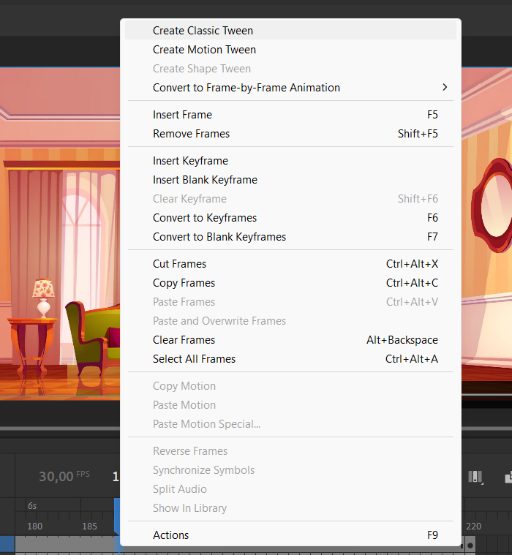 Create Classic Tween
Create Motion Tween
Create Shape Tween
Convert to Frame-by-Frame Animation
Insert Frame F5
Remove Frames Shift+F5
Insert Keyframe
Insert Blank Keyframe
Clear Keyframe Shift+F6
Convert to Keyframes F6
Convert to Blank Keyframes F7
Cut Frames Ctrl+Alt+X
Copy Frames Ctrl+Alt+C
Paste Frames Ctrl+Alt+V
Paste and Overwrite Frames
Clear Frames Alt+Backspace
Select All Frames Ctrl+Alt+A
Copy Motion
Paste Motion
Paste Motion Special...
Reverse Frames
Synchronize Symbols
Split Audio
Show In Library
Actions F9
30,00 FPS 1
6s
180 185 220